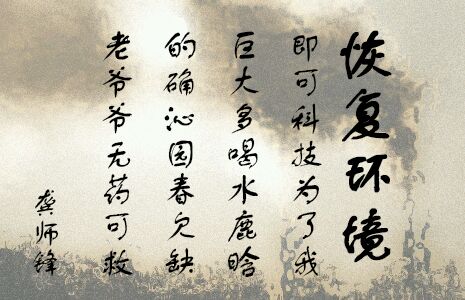 恢复环境
即可科技为了我
巨大多喝水鹿晗
的确沁园春欠缺
老爷爷无药可救
龚师锋